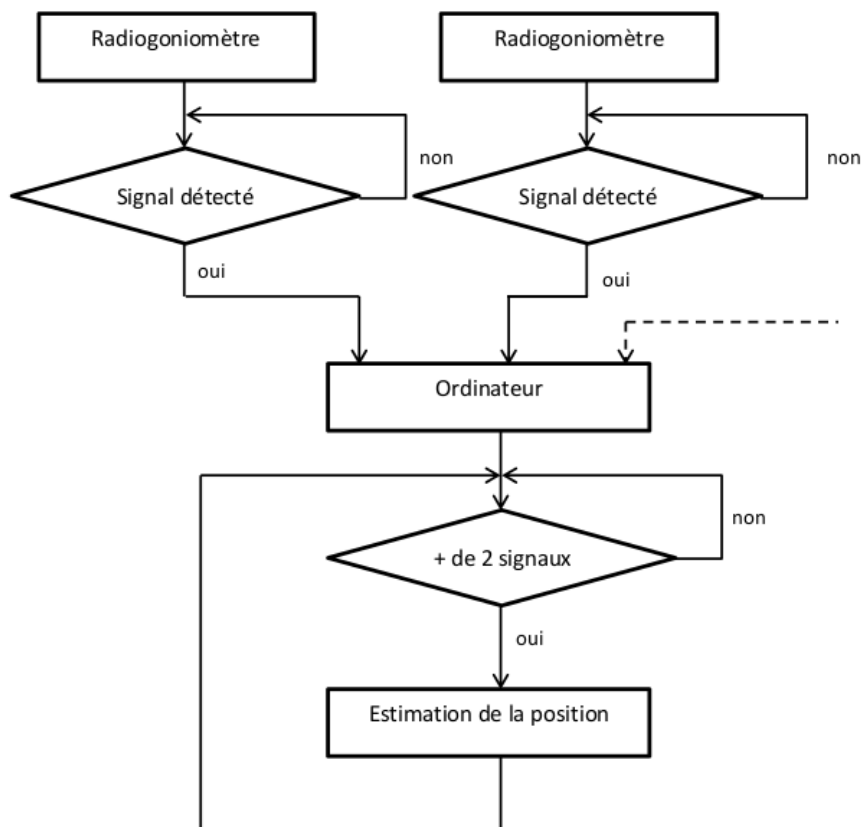 Radiogoniomètre
Radiogoniomètre
non
non
Signal détecté
Signal détecté
oui
oui
Ordinateur
non
+ de 2 signaux
oui
Estimation de la position